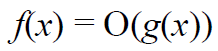 f(x) = O(g(x))